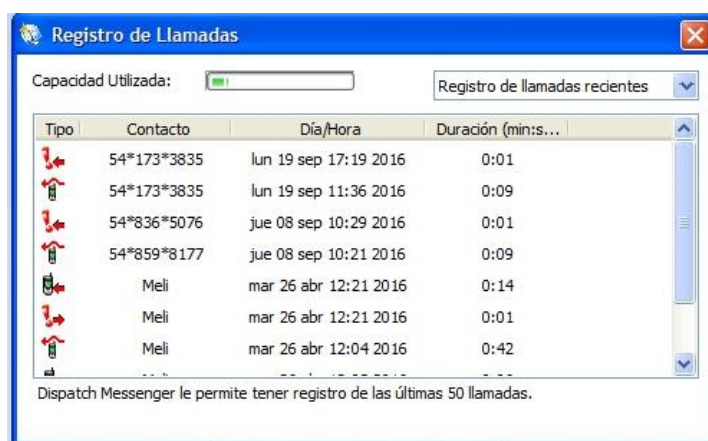 Registro de Llamadas
Capacidad Utilizada:
Registro de llamadas recientes
Tipo Contacto Día/Hora Duración (min:s...
54*173*3835 lun 19 sep 17:19 2016 0:01
54*173*3835 lun 19 sep 11:36 2016 0:09
54*836*5076 jue 08 sep 10:29 2016 0:01
54*859*8177 jue 08 sep 10:21 2016 0:09
Meli mar 26 abr 12:21 2016 0:14
Meli mar 26 abr 12:21 2016 0:01
Meli mar 26 abr 12:04 2016 0:42
Dispatch Messenger le permite tener registro de las últimas 50 llamadas.